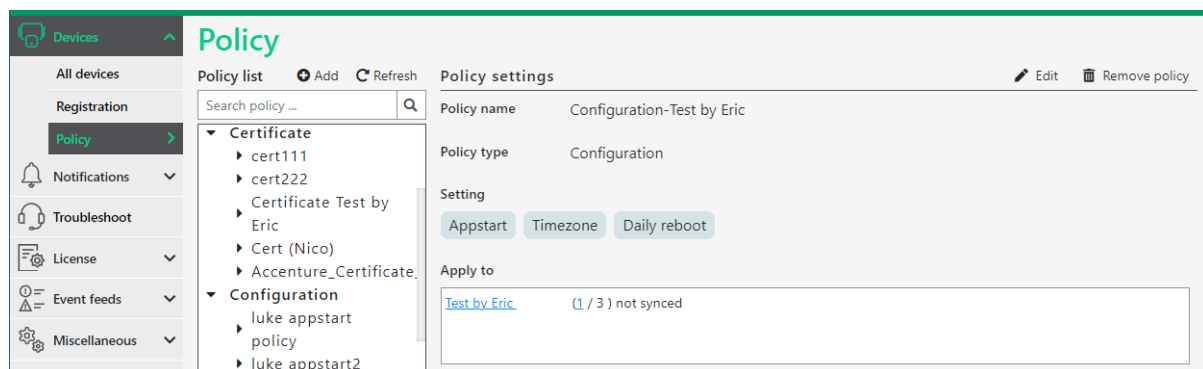 Devices
All devices
Registration
Policy
Notifications
Troubleshoot
License
Event feeds
Miscellaneous
Policy
Policy list Add Refresh
Search policy ...
Certificate
cert111
cert222
Certificate Test by
Eric
Cert (Nico)
Accenture_Certificate_
Configuration
luke appstart
policy
luke appstart2
Policy settings Edit Remove policy
Policy name Configuration-Test by Eric
Policy type Configuration
Setting
Appstart Timezone Daily reboot
Apply to
Test by Eric (1 / 3 ) not synced